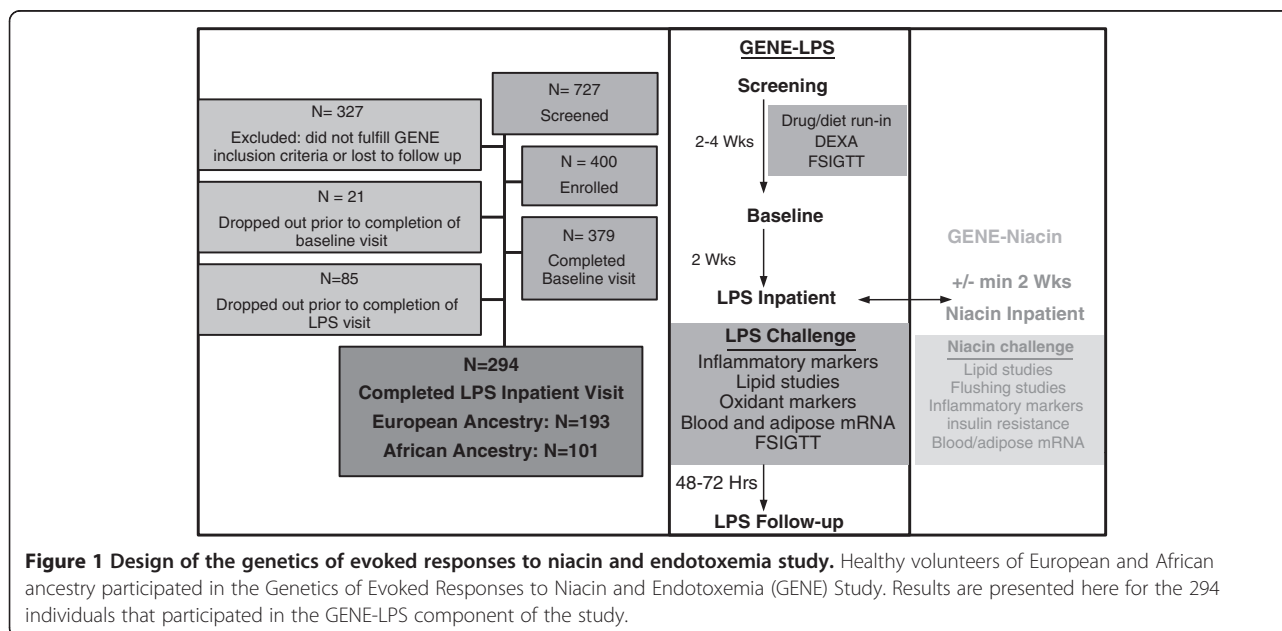 N= 727
Screened
N= 327
Excluded: did not fulfill GENE
inclusion criteria or lost to follow up
N = 400
Enrolled
N = 21
Dropped out prior to completion of
baseline visit
N= 379
Completed
Baseline visit
N=85
Dropped out prior to completion of
LPS visit
N=294
Completed LPS Inpatient Visit
European Ancestry: N=193
African Ancestry: N=101
GENE-LPS
Screening
2-4 Wks
Drug/diet run-in
DEXA
FSIGTT
Baseline
2 Wks
LPS Inpatient
LPS Challenge
Inflammatory markers
Lipid studies
Oxidant markers
Blood and adipose mRNA
FSIGTT
48-72 Hrs
LPS Follow-up
GENE-Niacin
+/- min 2 Wks
Niacin Inpatient
Niacin challenge
Lipid studies
Flushing studies
Inflammatory markers
insulin resistance
Blood/adipose mRNA
Figure 1 Design of the genetics of evoked responses to niacin and endotoxemia study. Healthy volunteers of European and African
ancestry participated in the Genetics of Evoked Responses to Niacin and Endotoxemia (GENE) Study. Results are presented here for the 294
individuals that participated in the GENE-LPS component of the study.